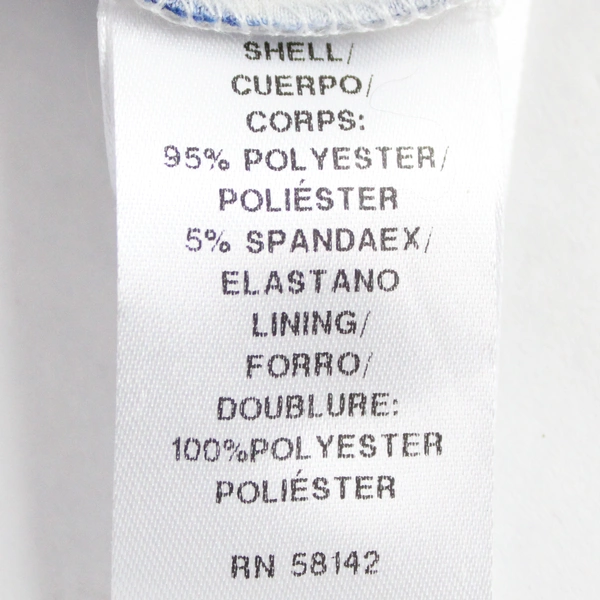 SHELL/
CUERPO/
CORPS:
95% POLYESTER/
POLIÉSTER
5% SPANDAEX/
ELASTANO
LINING/
FORRO/
DOUBLURE:
100%POLYESTER
POLIÉSTER
RN 58142